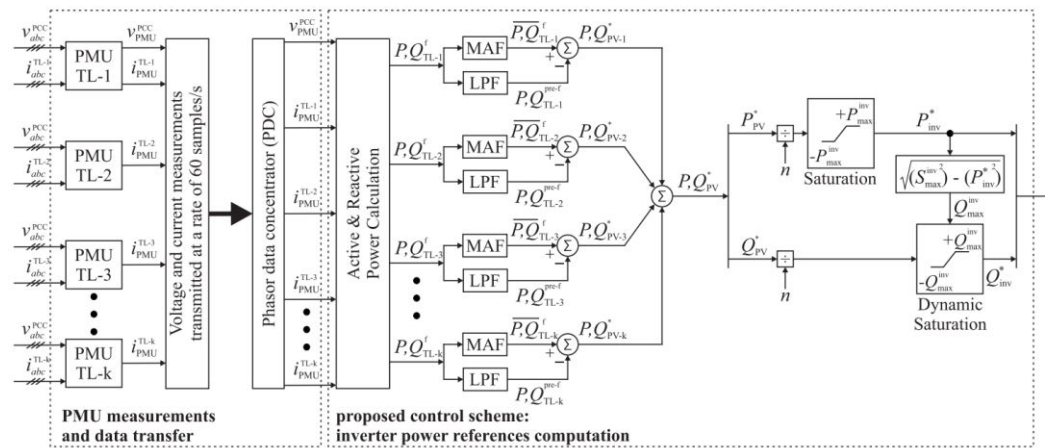 v_abc^PCC
i_abc^TL-1
PMU
TL-1
v_PMU^PCC
i_PMU^TL-1
v_abc^PCC
i_abc^TL-2
PMU
TL-2
i_PMU^TL-2
v_abc^PCC
i_abc^TL-3
PMU
TL-3
i_PMU^TL-3
v_abc^PCC
i_abc^TL-k
PMU
TL-k
i_PMU^TL-k
Voltage and current measurements
transmitted at a rate of 60 samples/s
PMU measurements
and data transfer
Phasor data concentrator (PDC)
v_PMU^PCC
i_PMU^TL-1
i_PMU^TL-2
i_PMU^TL-3
i_PMU^TL-k
Active & Reactive
Power Calculation
P,Q_TL-1^f
MAF
P,Q_TL-1^f
+
Σ
P,Q_PV-1^*
LPF
−
P,Q_TL-1^pre-f
P,Q_TL-2^f
MAF
P,Q_TL-2^f
+
Σ
P,Q_PV-2^*
LPF
−
P,Q_TL-2^pre-f
P,Q_TL-3^f
MAF
P,Q_TL-3^f
+
Σ
P,Q_PV-3^*
LPF
−
P,Q_TL-3^pre-f
P,Q_TL-k^f
MAF
P,Q_TL-k^f
+
Σ
P,Q_PV-k^*
LPF
−
P,Q_TL-k^pre-f
Σ
P,Q_PV^*
P_PV^*
÷
n
+P_max^inv
-P_max^inv
Saturation
P_inv^*
√(S_max^inv ²) - (P^*_inv ²)
Q_max^inv
Q_PV^*
÷
n
+Q_max^inv
-Q_max^inv
Dynamic
Saturation
Q_inv^*
proposed control scheme:
inverter power references computation